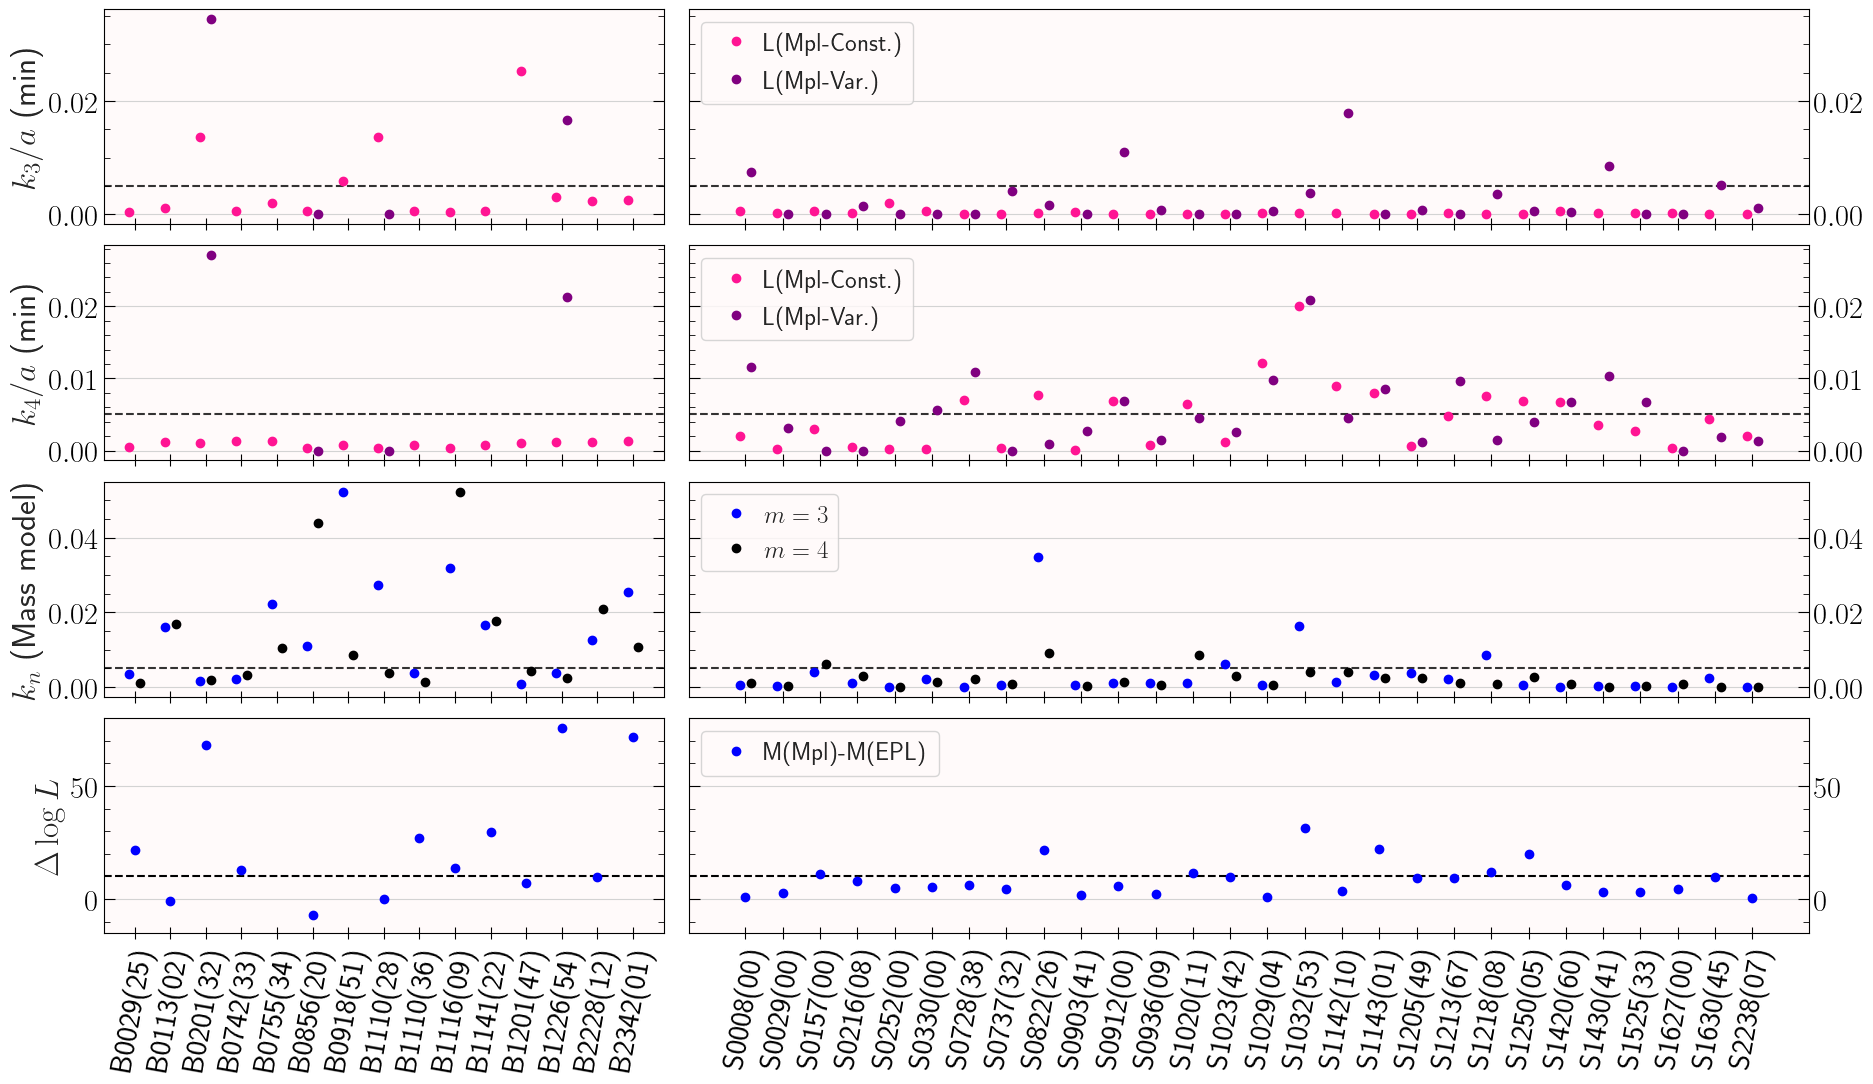 k₃/a (min)
0.02
0.00
L(Mpl-Const.)
L(Mpl-Var.)
0.02
0.00
k₄/a (min)
0.02
0.01
0.00
L(Mpl-Const.)
L(Mpl-Var.)
0.02
0.01
0.00
kₙ (Mass model)
0.04
0.02
0.00
m = 3
m = 4
0.04
0.02
0.00
Δ log L
50
0
M(Mpl)-M(EPL)
50
0
B0029(25)
B0113(02)
B0201(32)
B0742(33)
B0755(34)
B0856(20)
B0918(51)
B1110(28)
B1110(36)
B1116(09)
B1141(22)
B1201(47)
B1226(54)
B2228(12)
B2342(01)
S0008(00)
S0029(00)
S0157(00)
S0216(08)
S0252(00)
S0330(00)
S0728(38)
S0737(32)
S0822(26)
S0903(41)
S0912(00)
S0936(09)
S1020(11)
S1023(42)
S1029(04)
S1032(53)
S1142(10)
S1143(01)
S1205(49)
S1213(67)
S1218(08)
S1250(05)
S1420(60)
S1430(41)
S1525(33)
S1627(00)
S1630(45)
S2238(07)